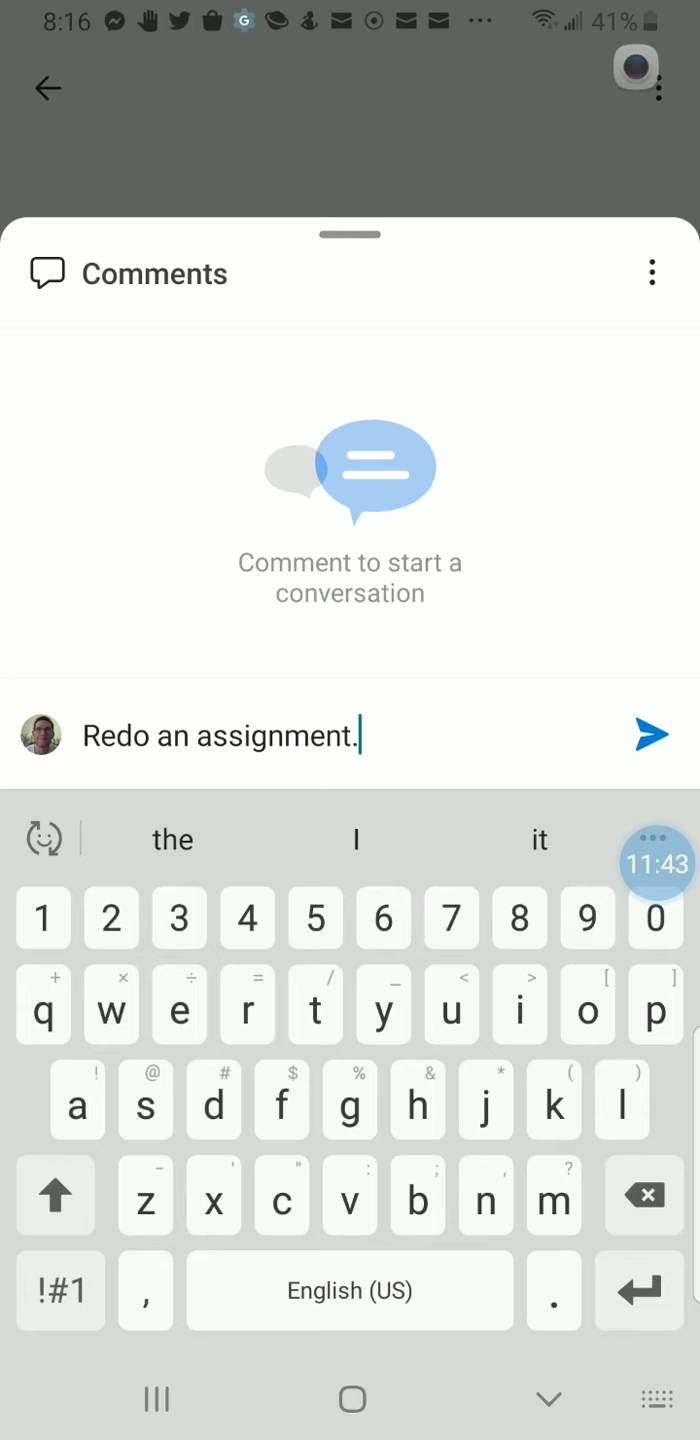 8:16 G 41%
Comments
Comment to start a
conversation
Redo an assignment.
the I it
11:43
1 2 3 4 5 6 7 8 9 0
+ × ÷ = / _ < > [ ]
q w e r t y u i o p
! @ # $ % & * ( )
a s d f g h j k l
- ' " : ; , ?
z x c v b n m
!#1 , English (US) .